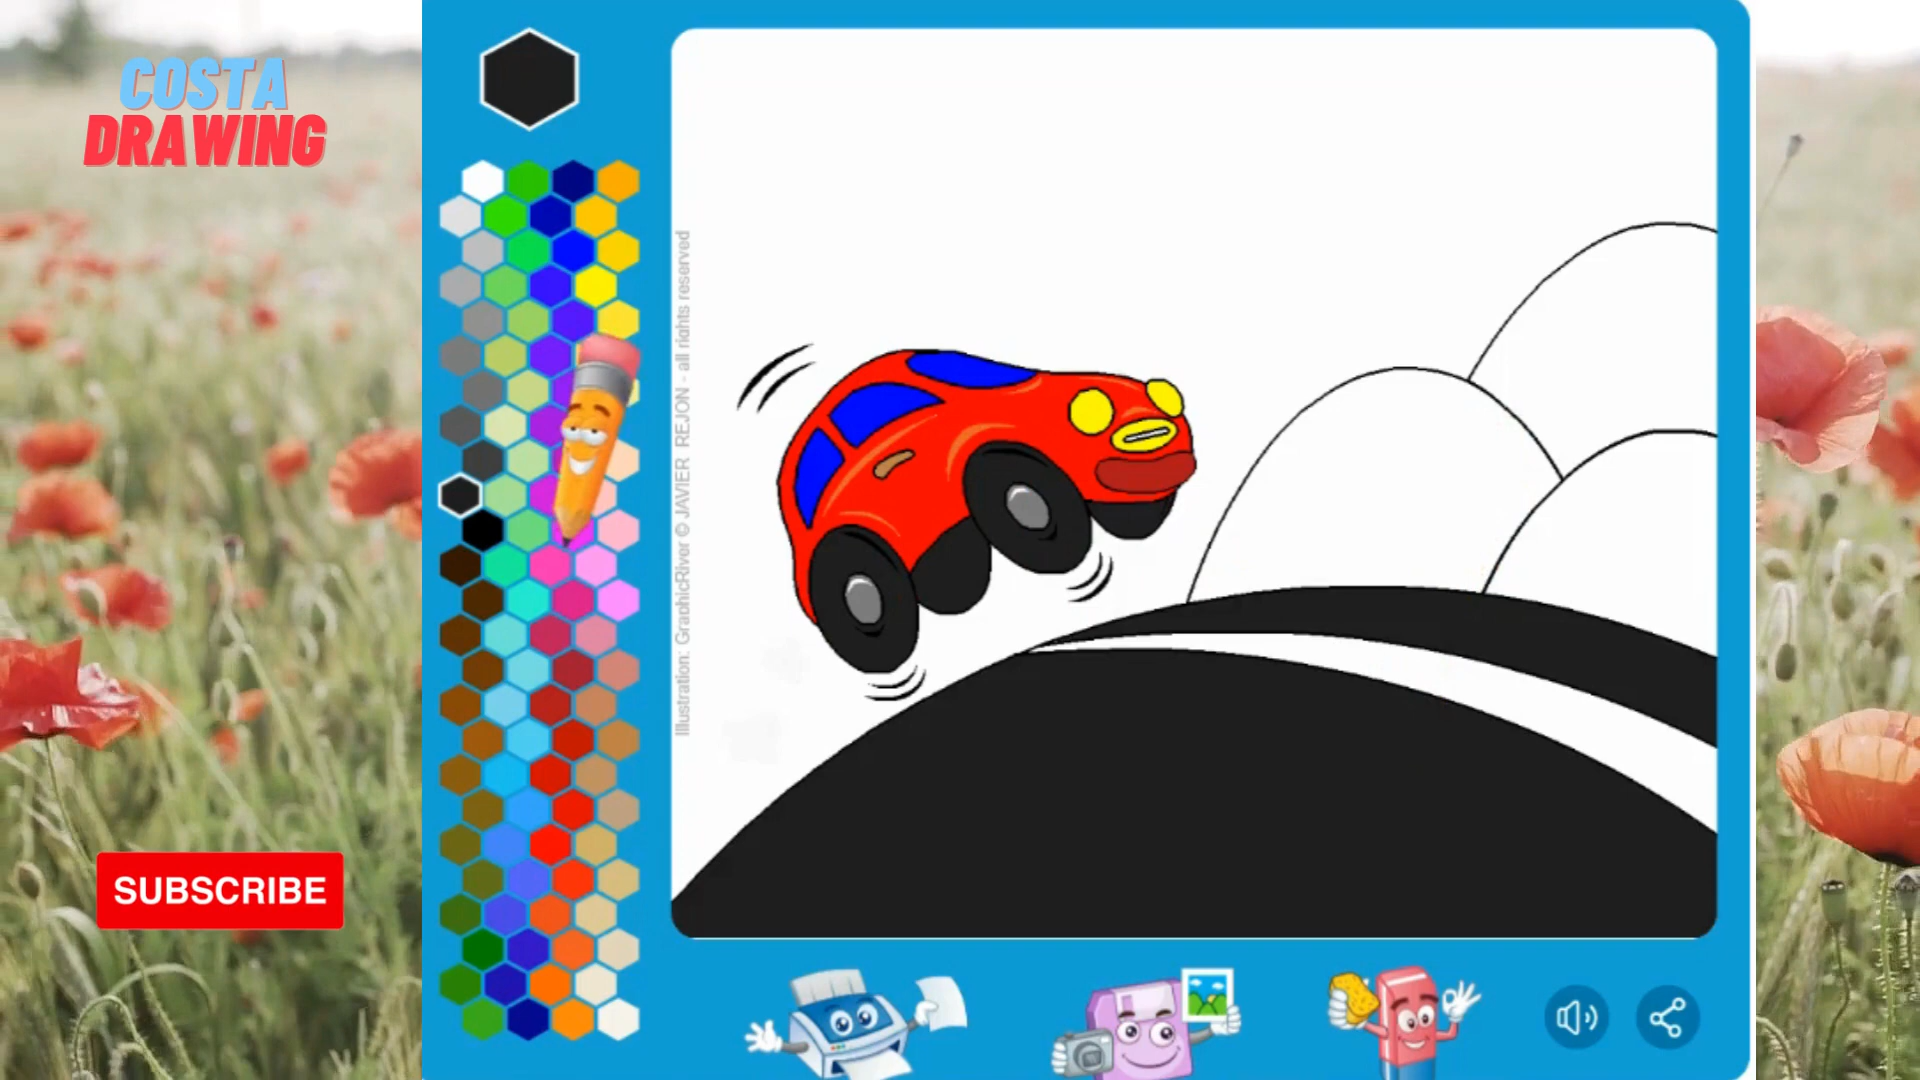 COSTA
DRAWING
Illustration: GraphicRiver © JAVIER REJON - all rights reserved
SUBSCRIBE